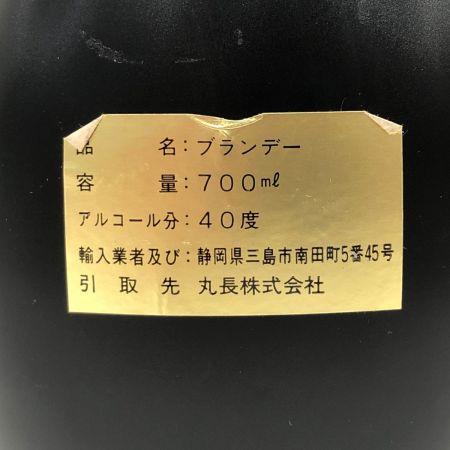 品　　　名：ブランデー
容　　　量：７００㎖
アルコール分：４０度
輸入業者及び：静岡県三島市南田町5番45号
引　取　先　丸長株式会社